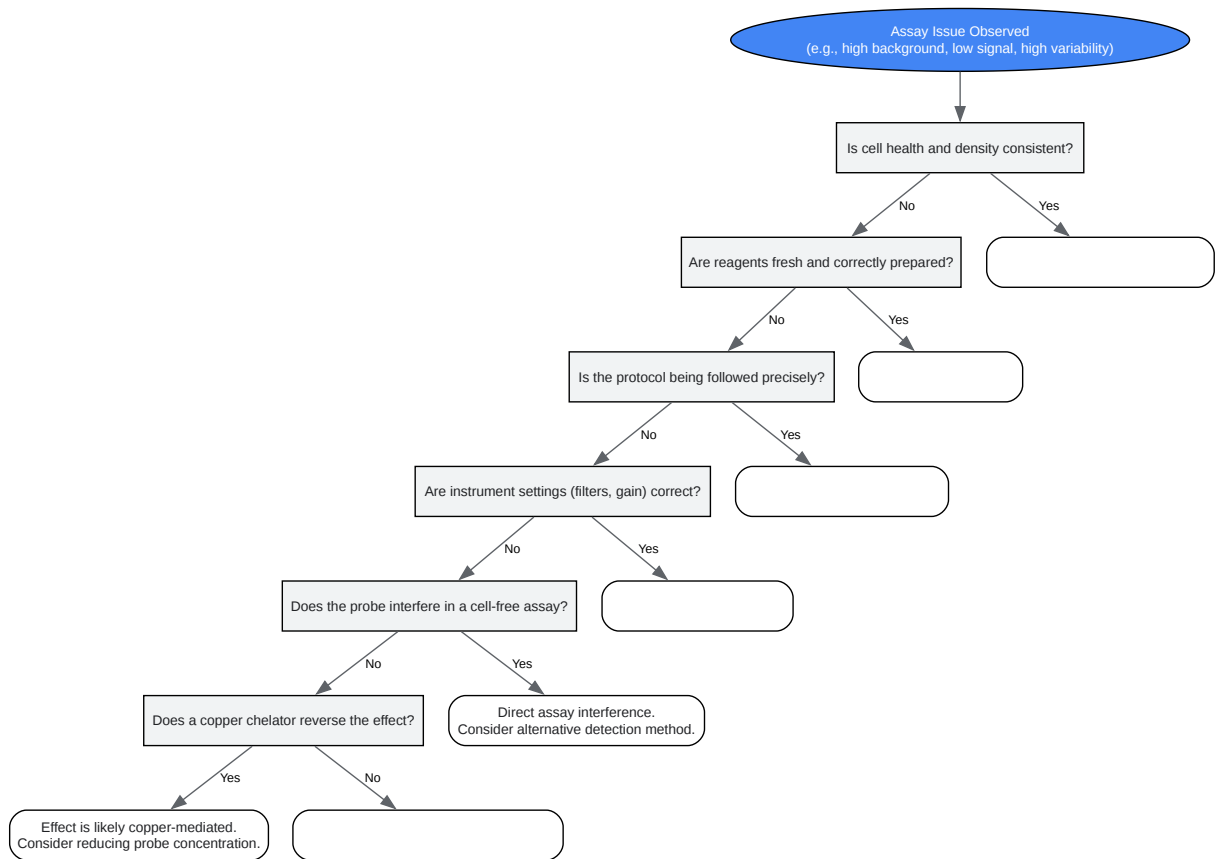 Assay Issue Observed
(e.g., high background, low signal, high variability)
Is cell health and density consistent?
No
Yes
Are reagents fresh and correctly prepared?
No
Yes
Is the protocol being followed precisely?
No
Yes
Are instrument settings (filters, gain) correct?
No
Yes
Does the probe interfere in a cell-free assay?
No
Yes
Does a copper chelator reverse the effect?
Direct assay interference.
Consider alternative detection method.
Yes
No
Effect is likely copper-mediated.
Consider reducing probe concentration.